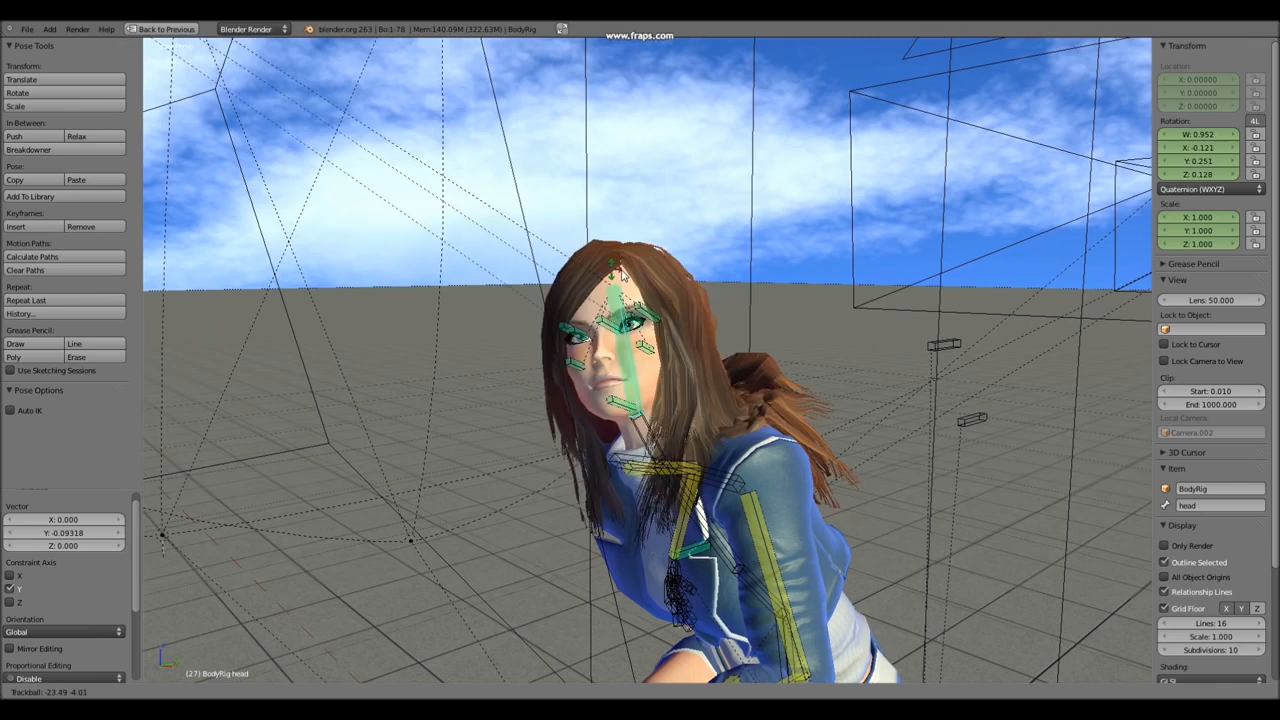 File Add Render Help Back to Previous Blender Render blender.org 263 | Bo:1-78 | Mem:140.09M (322.63M) | BodyRig
www.fraps.com
Pose Tools
Transform:
Translate
Rotate
Scale
In-Between:
Push Relax
Breakdowner
Pose:
Copy Paste
Add To Library
Keyframes:
Insert Remove
Motion Paths:
Calculate Paths
Clear Paths
Repeat:
Repeat Last
History...
Grease Pencil:
Draw Line
Poly Erase
Use Sketching Sessions
Pose Options
Auto IK
Vector
X: 0.000
Y: -0.09318
Z: 0.000
Constraint Axis
X
Y
Z
Orientation
Global
Mirror Editing
Proportional Editing
Disable
Trackball: -23.49 -4.01
(27) BodyRig head
Transform
Location:
X: 0.00000
Y: 0.00000
Z: 0.00000
Rotation: 4L
W: 0.952
X: -0.121
Y: 0.251
Z: 0.128
Quaternion (WXYZ)
Scale:
X: 1.000
Y: 1.000
Z: 1.000
Grease Pencil
View
Lens: 50.000
Lock to Object:
Lock to Cursor
Lock Camera to View
Clip:
Start: 0.010
End: 1000.000
Local Camera:
Camera.002
3D Cursor
Item
BodyRig
head
Display
Only Render
Outline Selected
All Object Origins
Relationship Lines
Grid Floor X Y Z
Lines: 16
Scale: 1.000
Subdivisions: 10
Shading:
GLSL